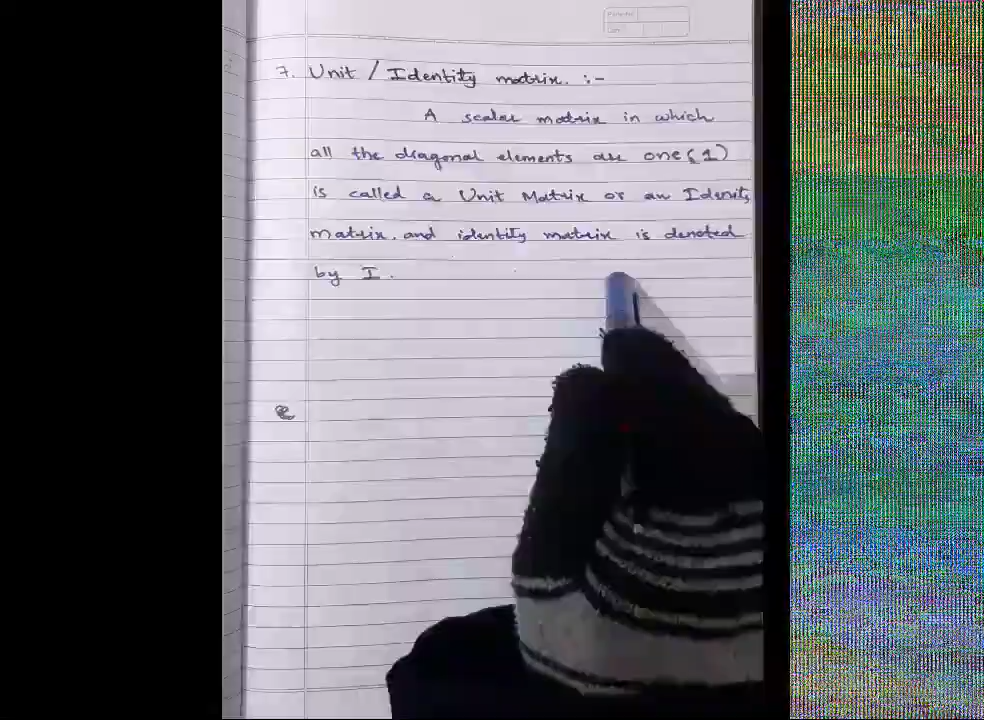 7. Unit / Identity matrix. :-
A scalar matrix in which
all the diagonal elements are one (1)
is called a Unit Matrix or an Idenity
matrix. and identity matrix is denoted
by I.